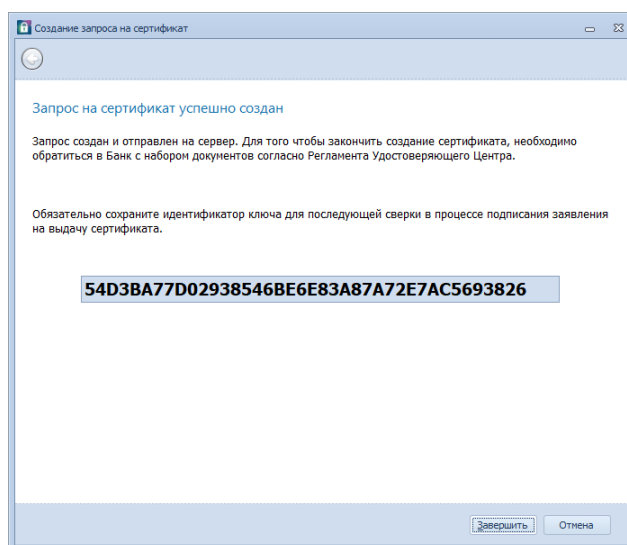 Создание запроса на сертификат
Запрос на сертификат успешно создан
Запрос создан и отправлен на сервер. Для того чтобы закончить создание сертификата, необходимо
обратиться в Банк с набором документов согласно Регламента Удостоверяющего Центра.
Обязательно сохраните идентификатор ключа для последующей сверки в процессе подписания заявления
на выдачу сертификата.
54D3BA77D02938546BE6E83A87A72E7AC5693826
Завершить
Отмена